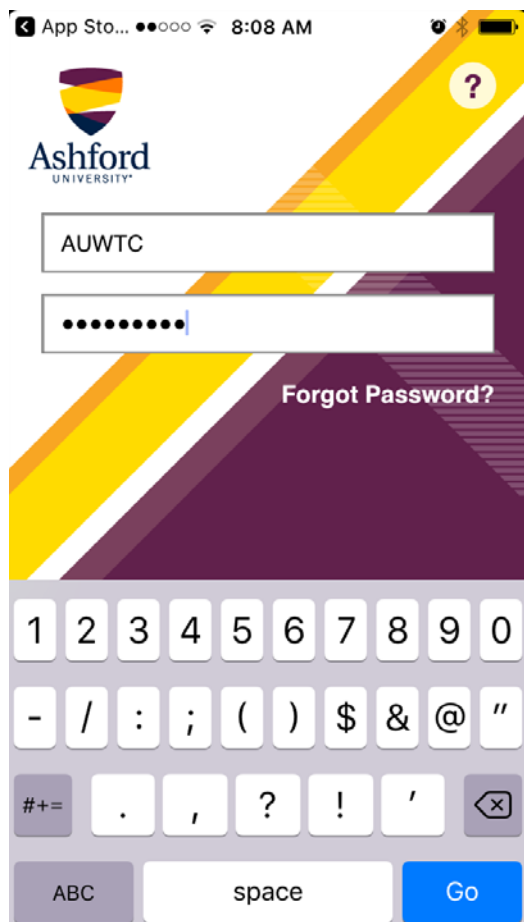 App Sto... 8:08 AM
?
Ashford
UNIVERSITY
AUWTC
•••••••••
Forgot Password?
1 2 3 4 5 6 7 8 9 0
- / : ; ( ) $ & @ "
#+= . , ? ! '
ABC space Go